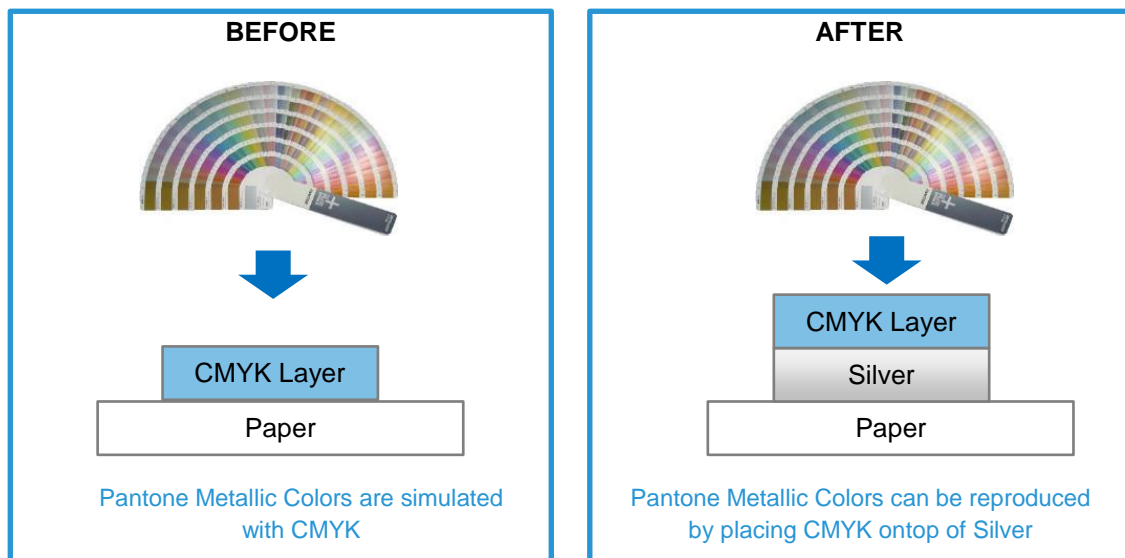 BEFORE
CMYK Layer
Paper
Pantone Metallic Colors are simulated
with CMYK
AFTER
CMYK Layer
Silver
Paper
Pantone Metallic Colors can be reproduced
by placing CMYK ontop of Silver